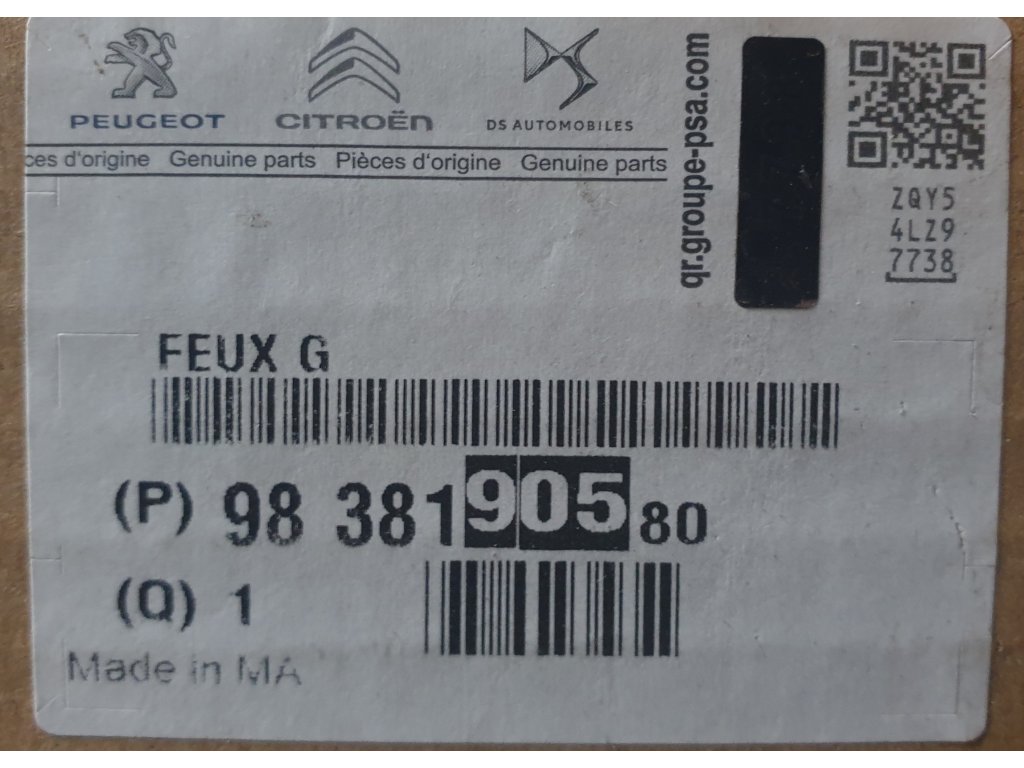 PEUGEOT CITROËN DS AUTOMOBILES
ces d'origine Genuine parts Pièces d'origine Genuine parts
qr.groupe-psa.com
ZQY5
4LZ9
7738
FEUX G
(P) 98 381 905 80
(Q) 1
Made in MA